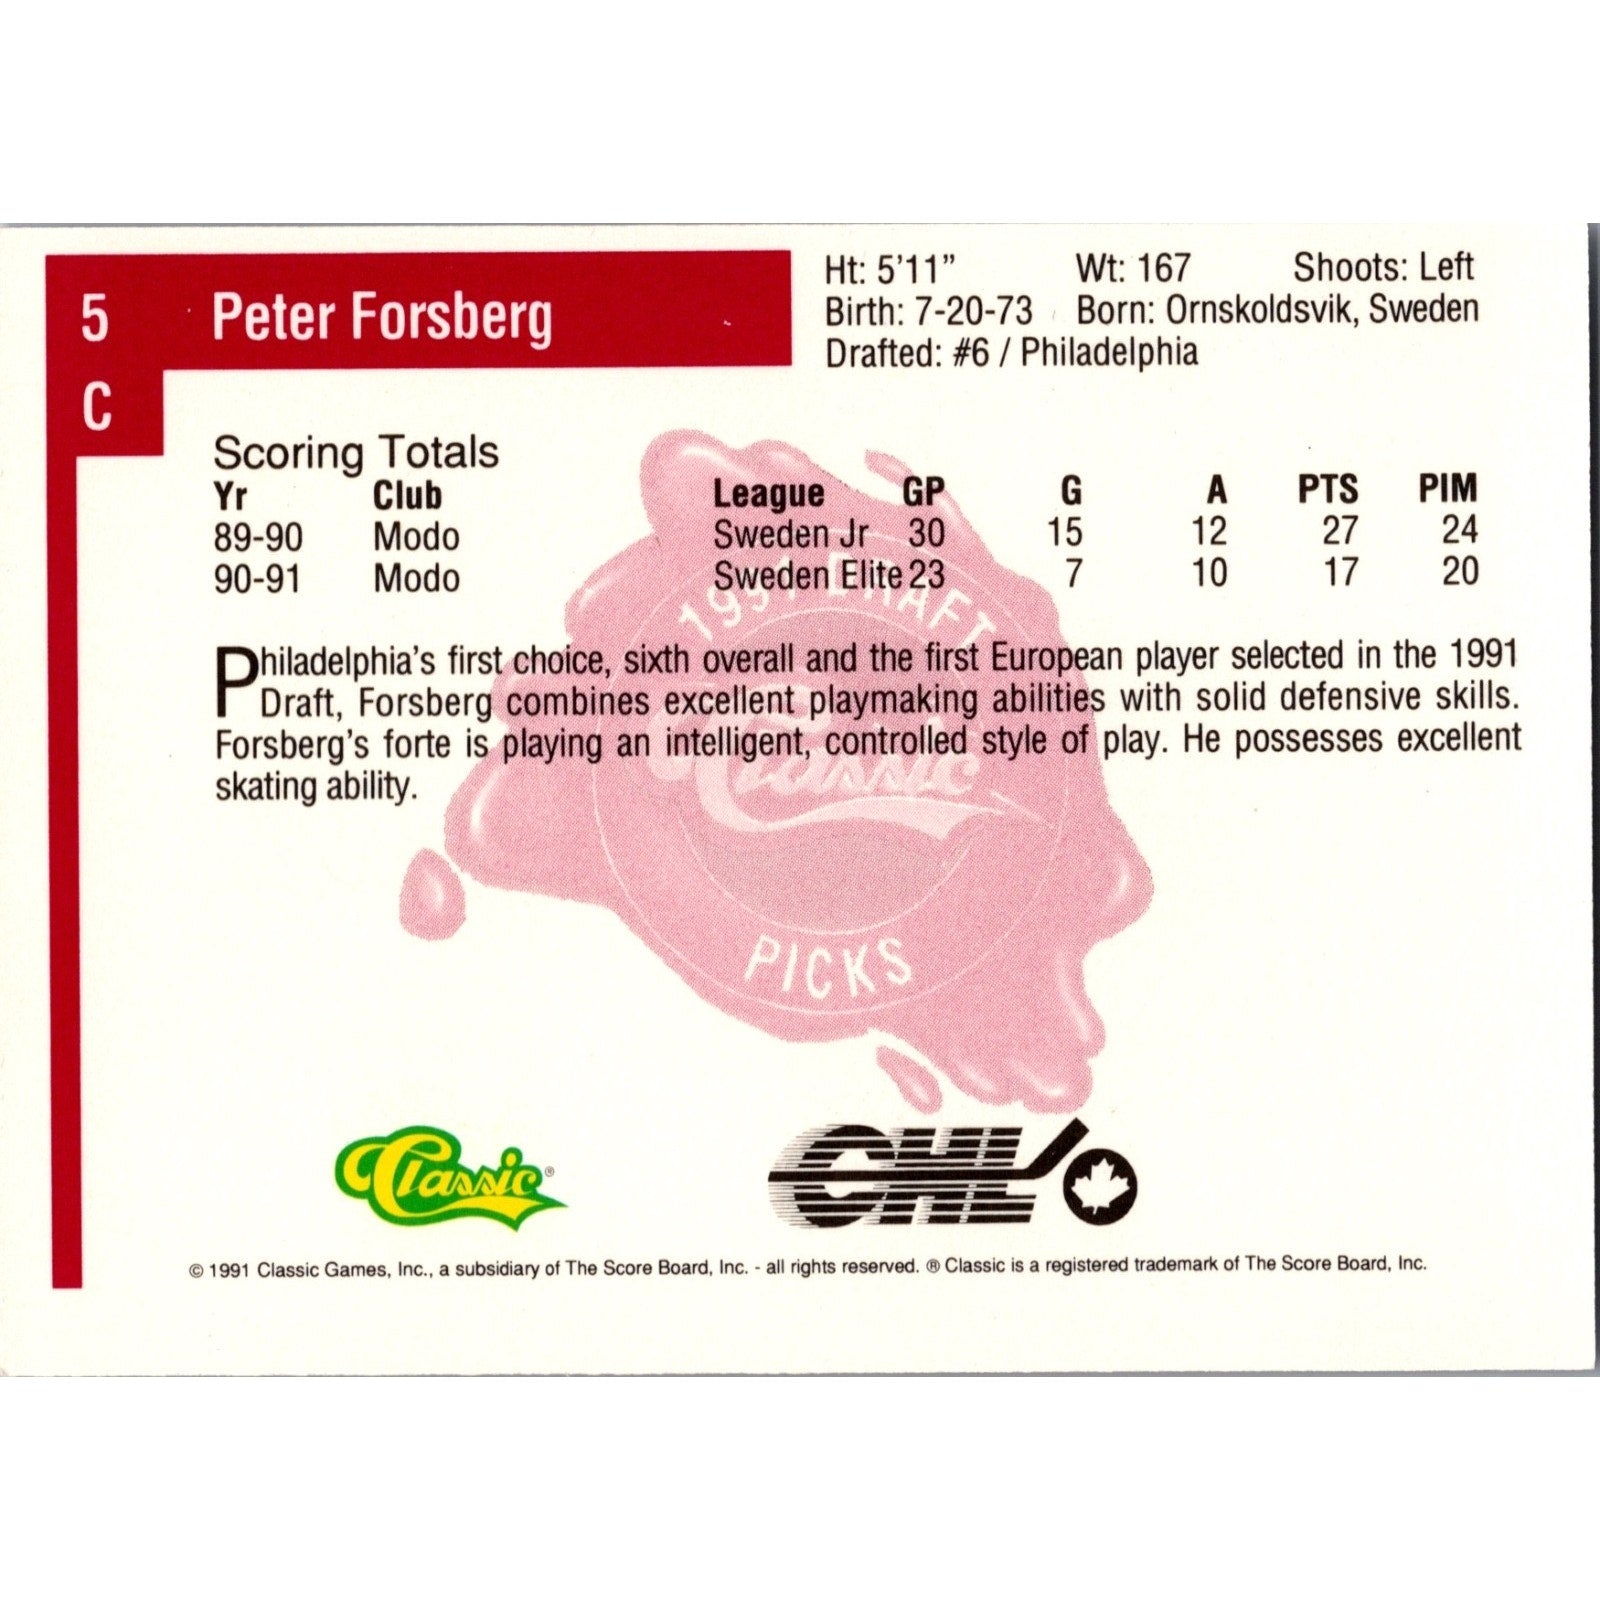 5 Peter Forsberg
C
Ht: 5'11" Wt: 167 Shoots: Left
Birth: 7-20-73 Born: Ornskoldsvik, Sweden
Drafted: #6 / Philadelphia
Scoring Totals
Yr Club League GP G A PTS PIM
89-90 Modo Sweden Jr 30 15 12 27 24
90-91 Modo Sweden Elite 23 7 10 17 20
Philadelphia's first choice, sixth overall and the first European player selected in the 1991
Draft, Forsberg combines excellent playmaking abilities with solid defensive skills.
Forsberg's forte is playing an intelligent, controlled style of play. He possesses excellent
skating ability.
1991 DRAFT
Classic
PICKS
Classic ®
CHL
© 1991 Classic Games, Inc., a subsidiary of The Score Board, Inc. - all rights reserved. ® Classic is a registered trademark of The Score Board, Inc.